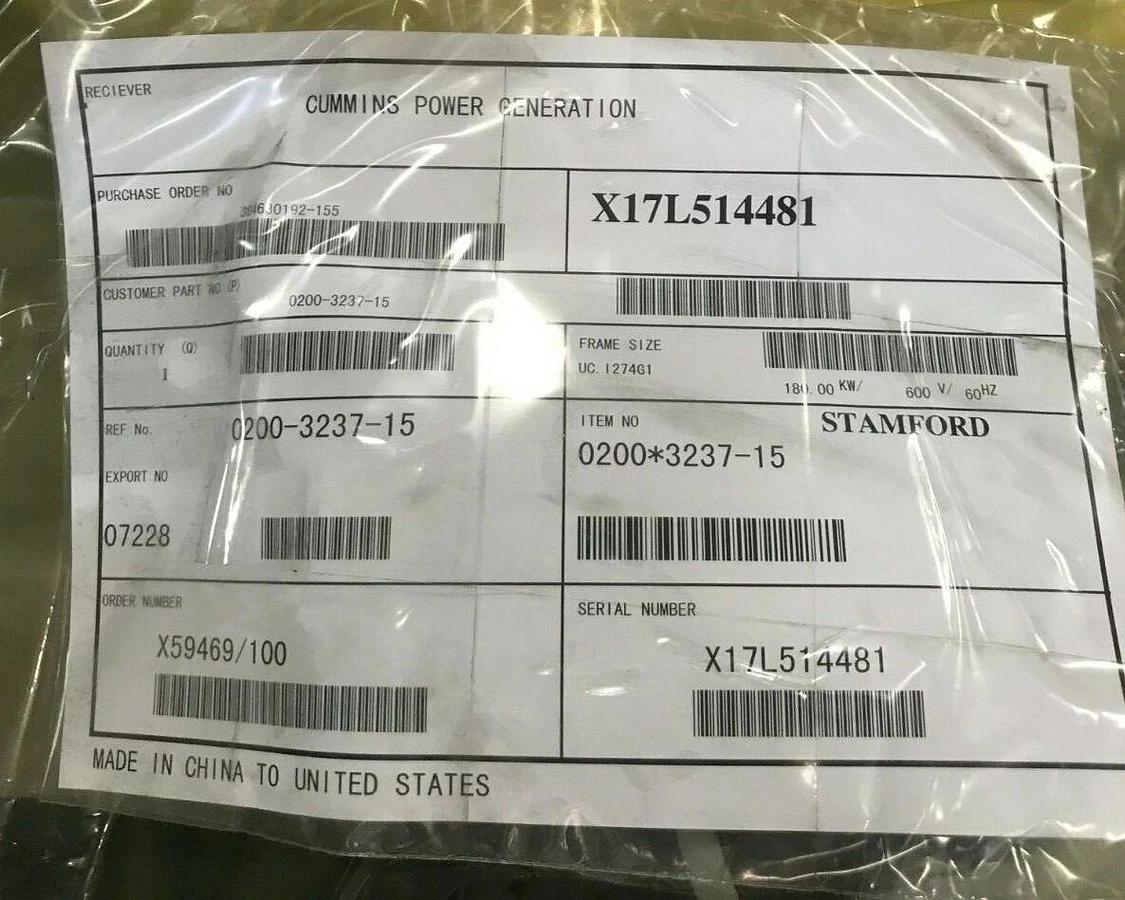 RECIEVER
CUMMINS POWER GENERATION
PURCHASE ORDER NO
630192-155
X17L514481
CUSTOMER PART NO (P)
0200-3237-15
QUANTITY (Q)
1
FRAME SIZE
UC. I274G1
180.00 KW/ 600 V/ 60HZ
REF No.
0200-3237-15
ITEM NO
STAMFORD
0200*3237-15
EXPORT NO
07228
ORDER NUMBER
X59469/100
SERIAL NUMBER
X17L514481
MADE IN CHINA TO UNITED STATES